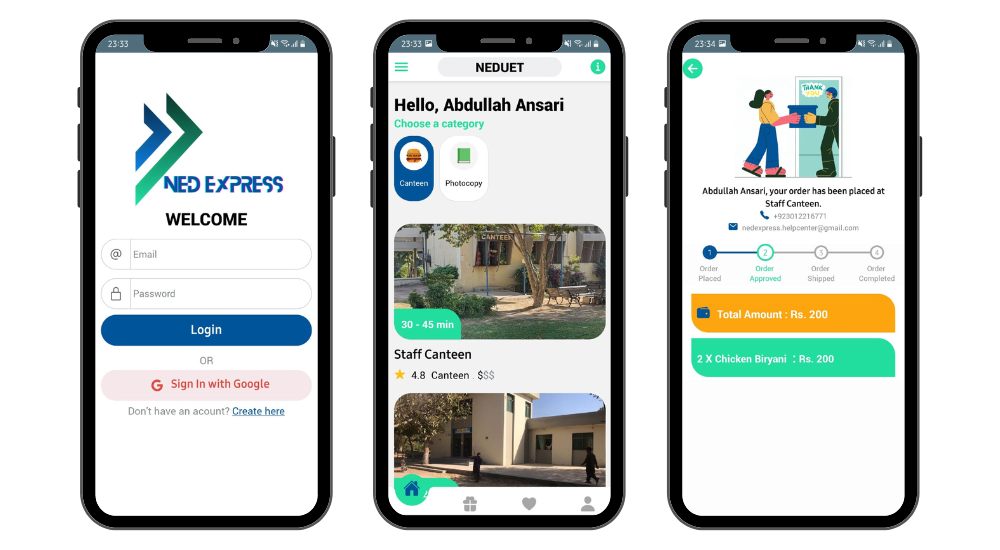 23:33
NED EXPRESS
WELCOME
@ Email
Password
Login
OR
G Sign In with Google
Don't have an acount? Create here
23:33
NEDUET
i
Hello, Abdullah Ansari
Choose a category
Canteen
Photocopy
CANTEEN
30 - 45 min
Staff Canteen
4.8 Canteen . $$$
23:34
THANK YOU
Abdullah Ansari, your order has been placed at
Staff Canteen.
+923012216771
nedexpress.helpcenter@gmail.com
1 2 3 4
Order Placed
Order Approved
Order Shipped
Order Completed
Total Amount : Rs. 200
2 X Chicken Biryani : Rs. 200